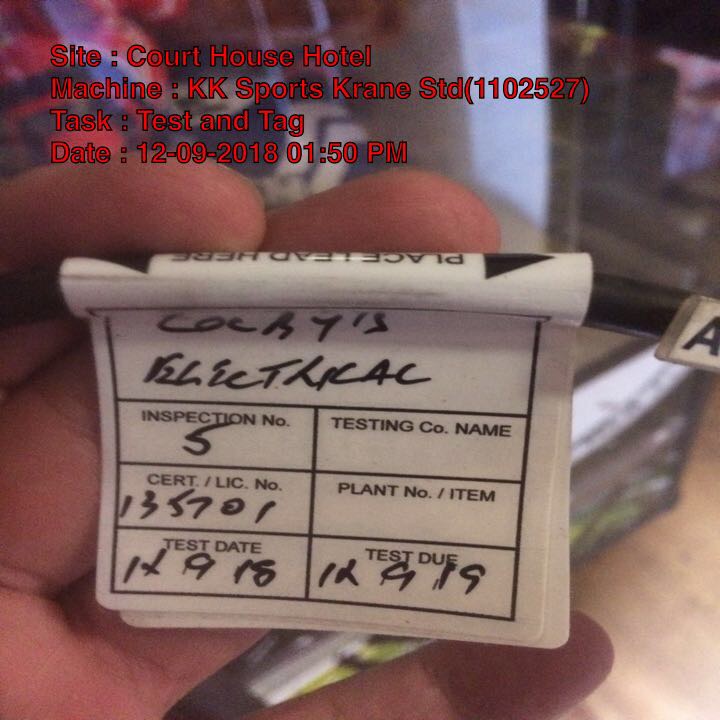 Site : Court House Hotel
Machine : KK Sports Krane Std(1102527)
Task : Test and Tag
Date : 12-09-2018 01:50 PM
PLACE LEAD HERE
ELECTRICAL
INSPECTION No.
5
TESTING Co. NAME
CERT. / LIC. No.
135701
PLANT No. / ITEM
TEST DATE
12 9 18
TEST DUE
12 9 19
A